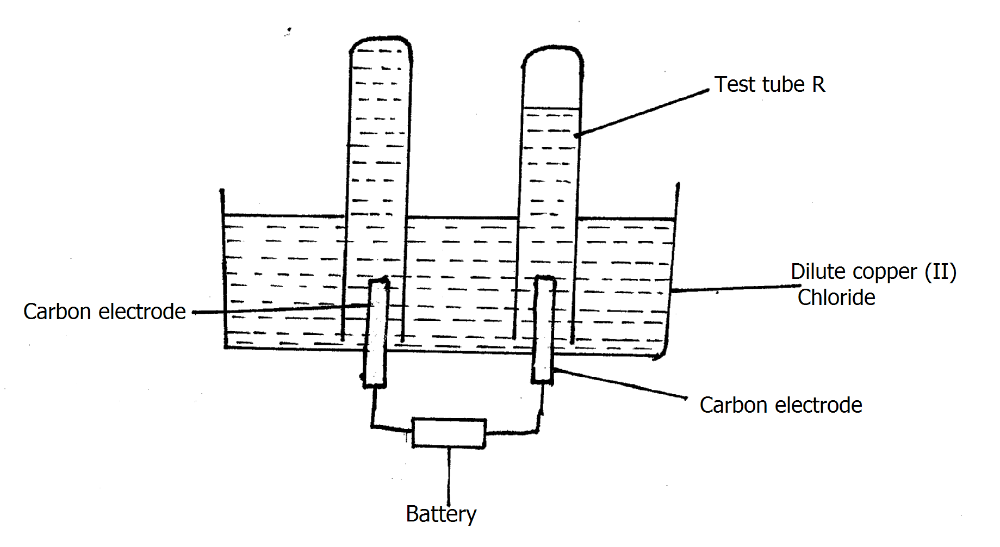 Test tube R
Dilute copper (II)
Chloride
Carbon electrode
Carbon electrode
Battery